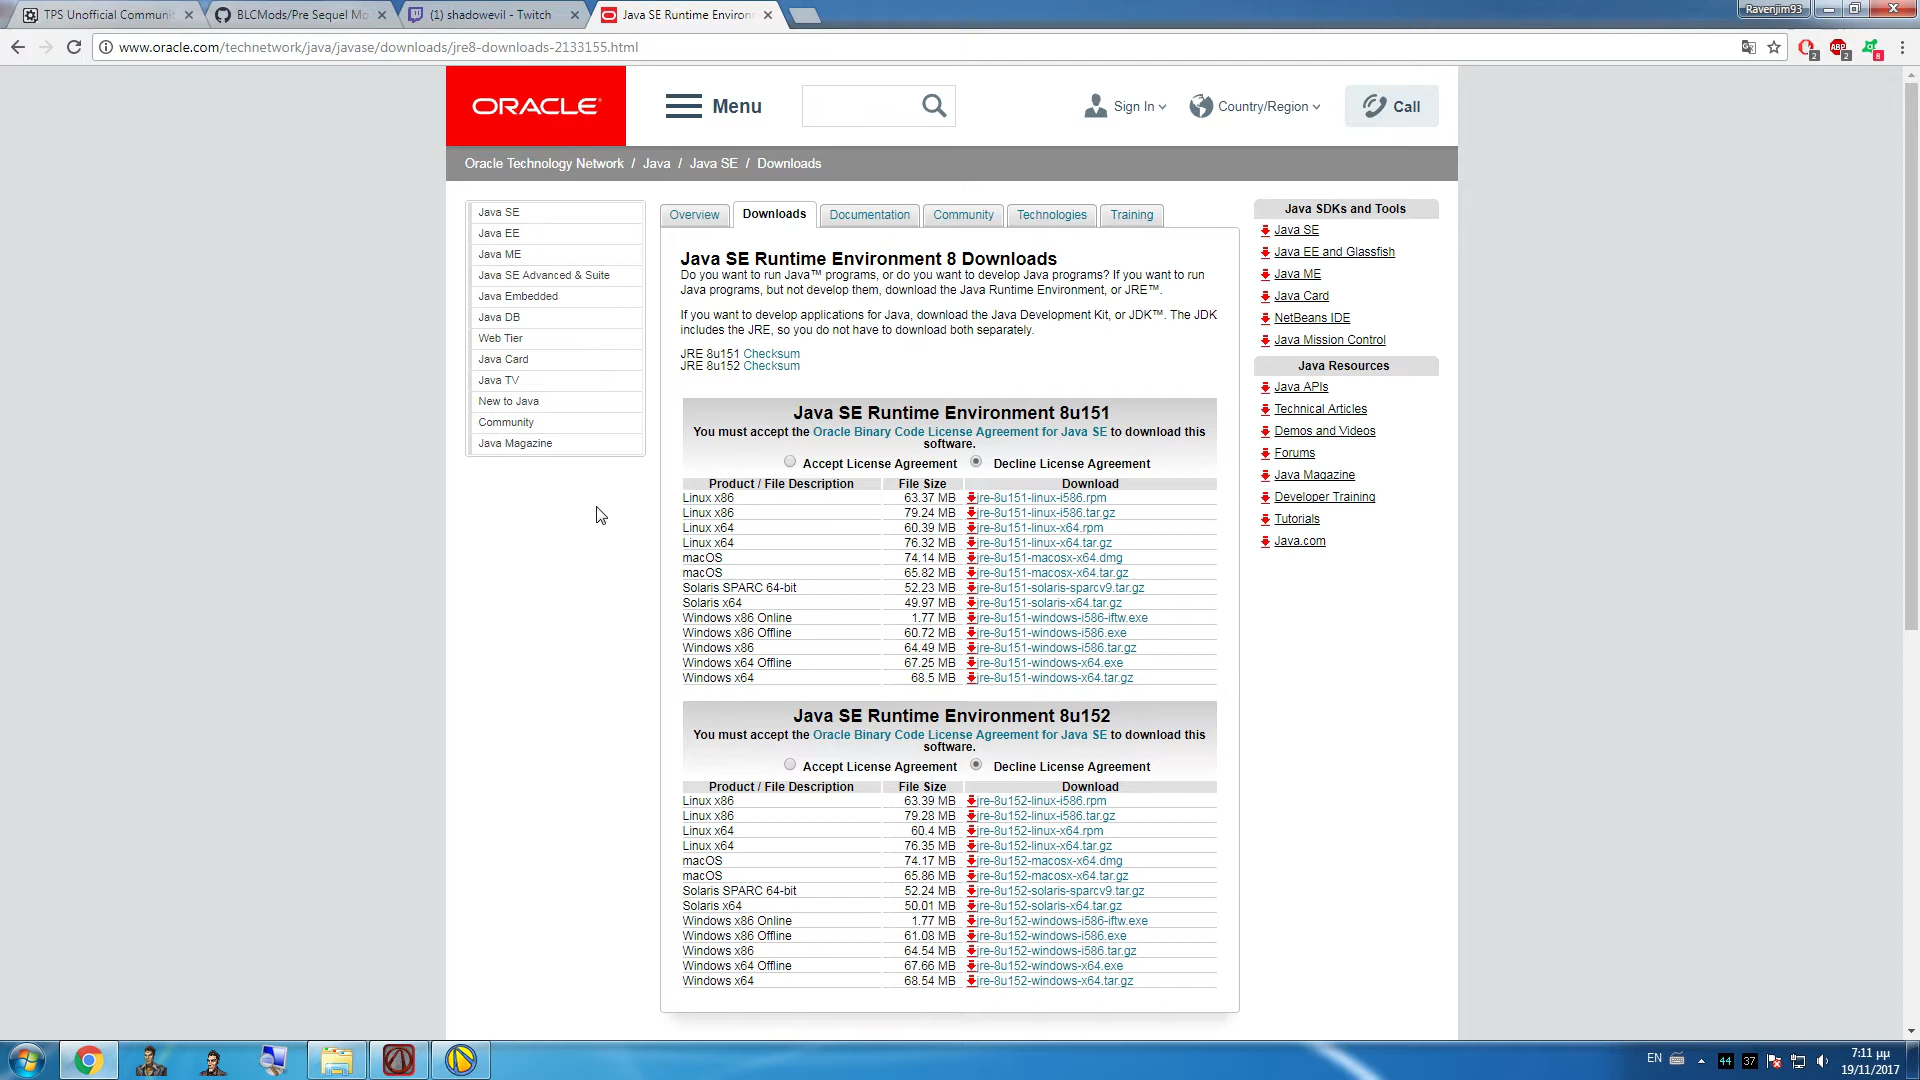 TPS Unofficial Communi
BLCMods/Pre Sequel Mo
(1) shadowevil - Twitch
Java SE Runtime Environ
Ravenjim93
www.oracle.com/technetwork/java/javase/downloads/jre8-downloads-2133155.html
2
ABP
2
8
ORACLE
Menu
Sign In
Country/Region
Call
Oracle Technology Network / Java / Java SE / Downloads
Java SE
Java EE
Java ME
Java SE Advanced & Suite
Java Embedded
Java DB
Web Tier
Java Card
Java TV
New to Java
Community
Java Magazine
Overview
Downloads
Documentation
Community
Technologies
Training
Java SE Runtime Environment 8 Downloads
Do you want to run Java™ programs, or do you want to develop Java programs? If you want to run
Java programs, but not develop them, download the Java Runtime Environment, or JRE™.
If you want to develop applications for Java, download the Java Development Kit, or JDK™. The JDK
includes the JRE, so you do not have to download both separately.
JRE 8u151 Checksum
JRE 8u152 Checksum
Java SE Runtime Environment 8u151
You must accept the Oracle Binary Code License Agreement for Java SE to download this
software.
Accept License Agreement Decline License Agreement
Product / File Description File Size Download
Linux x86 63.37 MB jre-8u151-linux-i586.rpm
Linux x86 79.24 MB jre-8u151-linux-i586.tar.gz
Linux x64 60.39 MB jre-8u151-linux-x64.rpm
Linux x64 76.32 MB jre-8u151-linux-x64.tar.gz
macOS 74.14 MB jre-8u151-macosx-x64.dmg
macOS 65.82 MB jre-8u151-macosx-x64.tar.gz
Solaris SPARC 64-bit 52.23 MB jre-8u151-solaris-sparcv9.tar.gz
Solaris x64 49.97 MB jre-8u151-solaris-x64.tar.gz
Windows x86 Online 1.77 MB jre-8u151-windows-i586-iftw.exe
Windows x86 Offline 60.72 MB jre-8u151-windows-i586.exe
Windows x86 64.49 MB jre-8u151-windows-i586.tar.gz
Windows x64 Offline 67.25 MB jre-8u151-windows-x64.exe
Windows x64 68.5 MB jre-8u151-windows-x64.tar.gz
Java SE Runtime Environment 8u152
You must accept the Oracle Binary Code License Agreement for Java SE to download this
software.
Accept License Agreement Decline License Agreement
Product / File Description File Size Download
Linux x86 63.39 MB jre-8u152-linux-i586.rpm
Linux x86 79.28 MB jre-8u152-linux-i586.tar.gz
Linux x64 60.4 MB jre-8u152-linux-x64.rpm
Linux x64 76.35 MB jre-8u152-linux-x64.tar.gz
macOS 74.17 MB jre-8u152-macosx-x64.dmg
macOS 65.86 MB jre-8u152-macosx-x64.tar.gz
Solaris SPARC 64-bit 52.24 MB jre-8u152-solaris-sparcv9.tar.gz
Solaris x64 50.01 MB jre-8u152-solaris-x64.tar.gz
Windows x86 Online 1.77 MB jre-8u152-windows-i586-iftw.exe
Windows x86 Offline 61.08 MB jre-8u152-windows-i586.exe
Windows x86 64.54 MB jre-8u152-windows-i586.tar.gz
Windows x64 Offline 67.66 MB jre-8u152-windows-x64.exe
Windows x64 68.54 MB jre-8u152-windows-x64.tar.gz
Java SDKs and Tools
Java SE
Java EE and Glassfish
Java ME
Java Card
NetBeans IDE
Java Mission Control
Java Resources
Java APIs
Technical Articles
Demos and Videos
Forums
Java Magazine
Developer Training
Tutorials
Java.com
EN
44
37
7:11 μμ
19/11/2017